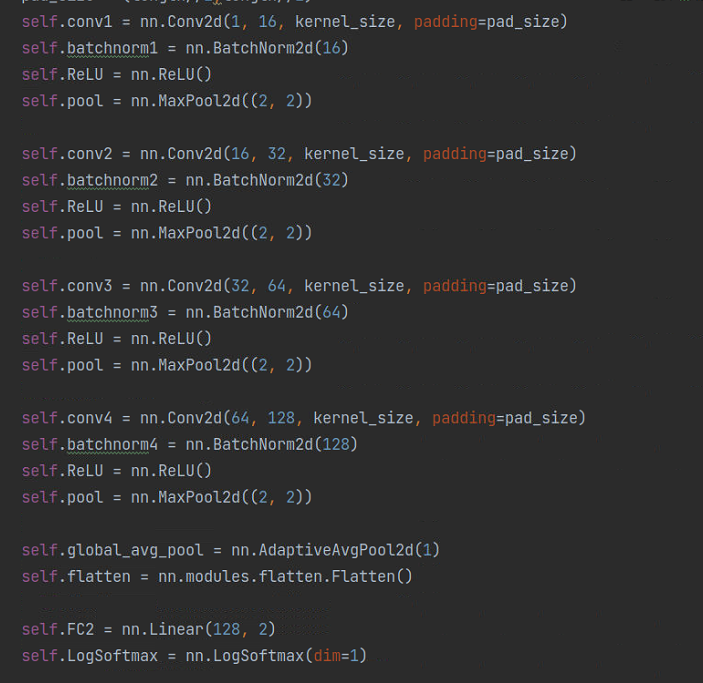 self.conv1 = nn.Conv2d(1, 16, kernel_size, padding=pad_size)
self.batchnorm1 = nn.BatchNorm2d(16)
self.ReLU = nn.ReLU()
self.pool = nn.MaxPool2d((2, 2))
self.conv2 = nn.Conv2d(16, 32, kernel_size, padding=pad_size)
self.batchnorm2 = nn.BatchNorm2d(32)
self.ReLU = nn.ReLU()
self.pool = nn.MaxPool2d((2, 2))
self.conv3 = nn.Conv2d(32, 64, kernel_size, padding=pad_size)
self.batchnorm3 = nn.BatchNorm2d(64)
self.ReLU = nn.ReLU()
self.pool = nn.MaxPool2d((2, 2))
self.conv4 = nn.Conv2d(64, 128, kernel_size, padding=pad_size)
self.batchnorm4 = nn.BatchNorm2d(128)
self.ReLU = nn.ReLU()
self.pool = nn.MaxPool2d((2, 2))
self.global_avg_pool = nn.AdaptiveAvgPool2d(1)
self.flatten = nn.modules.flatten.Flatten()
self.FC2 = nn.Linear(128, 2)
self.LogSoftmax = nn.LogSoftmax(dim=1)